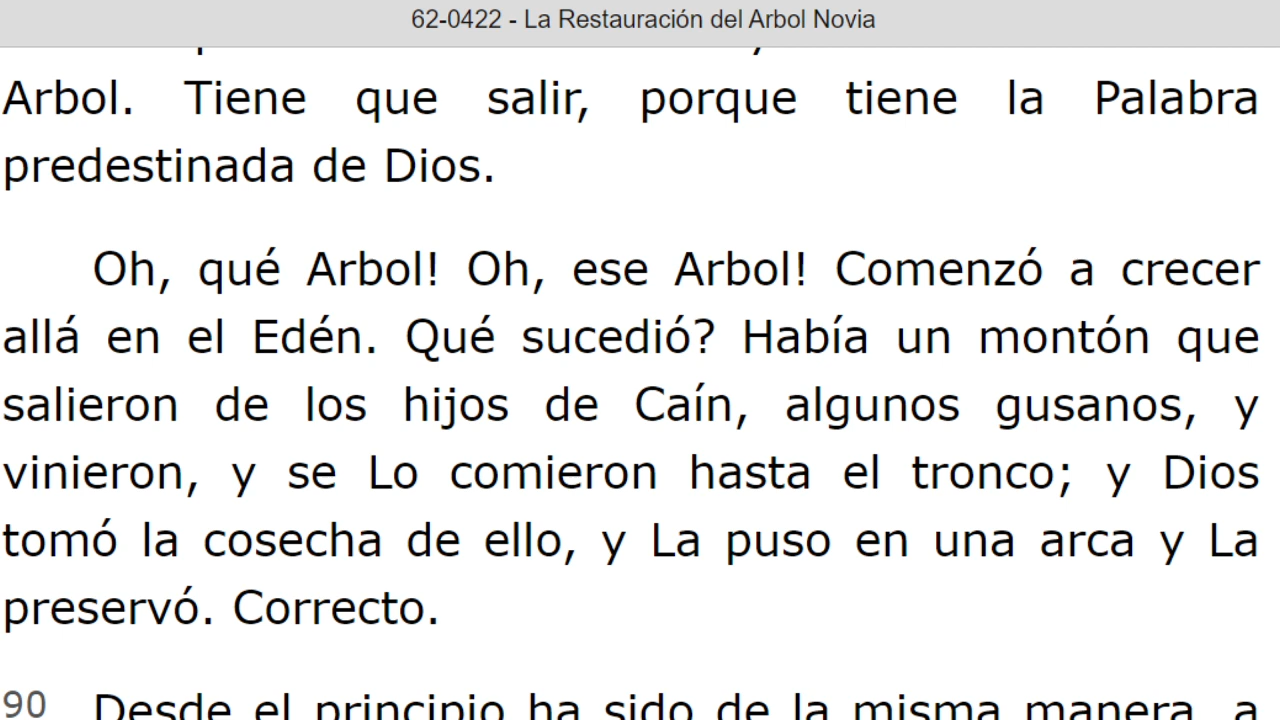 62-0422 - La Restauración del Arbol Novia
Arbol. Tiene que salir, porque tiene la Palabra
predestinada de Dios.
Oh, qué Arbol! Oh, ese Arbol! Comenzó a crecer
allá en el Edén. Qué sucedió? Había un montón que
salieron de los hijos de Caín, algunos gusanos, y
vinieron, y se Lo comieron hasta el tronco; y Dios
tomó la cosecha de ello, y La puso en una arca y La
preservó. Correcto.
90 Desde el principio ha sido de la misma manera, a